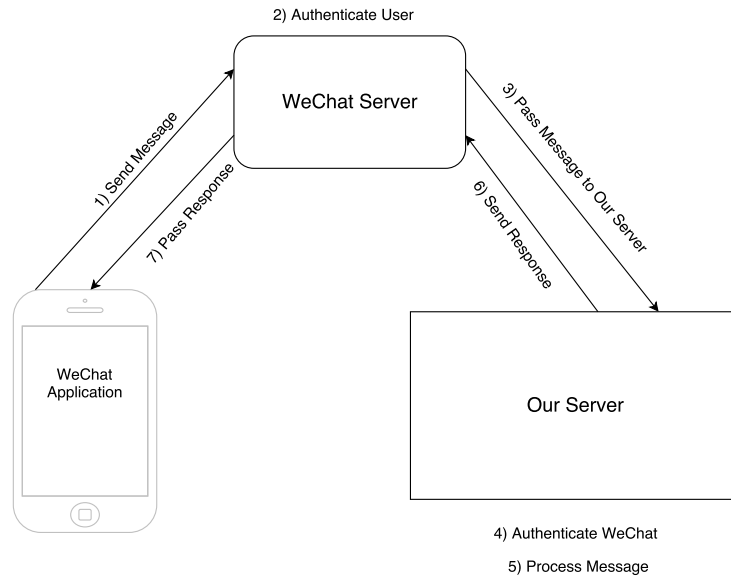 2) Authenticate User
WeChat Server
1) Send Message
3) Pass Message to Our Server
7) Pass Response
6) Send Response
WeChat
Application
Our Server
4) Authenticate WeChat
5) Process Message